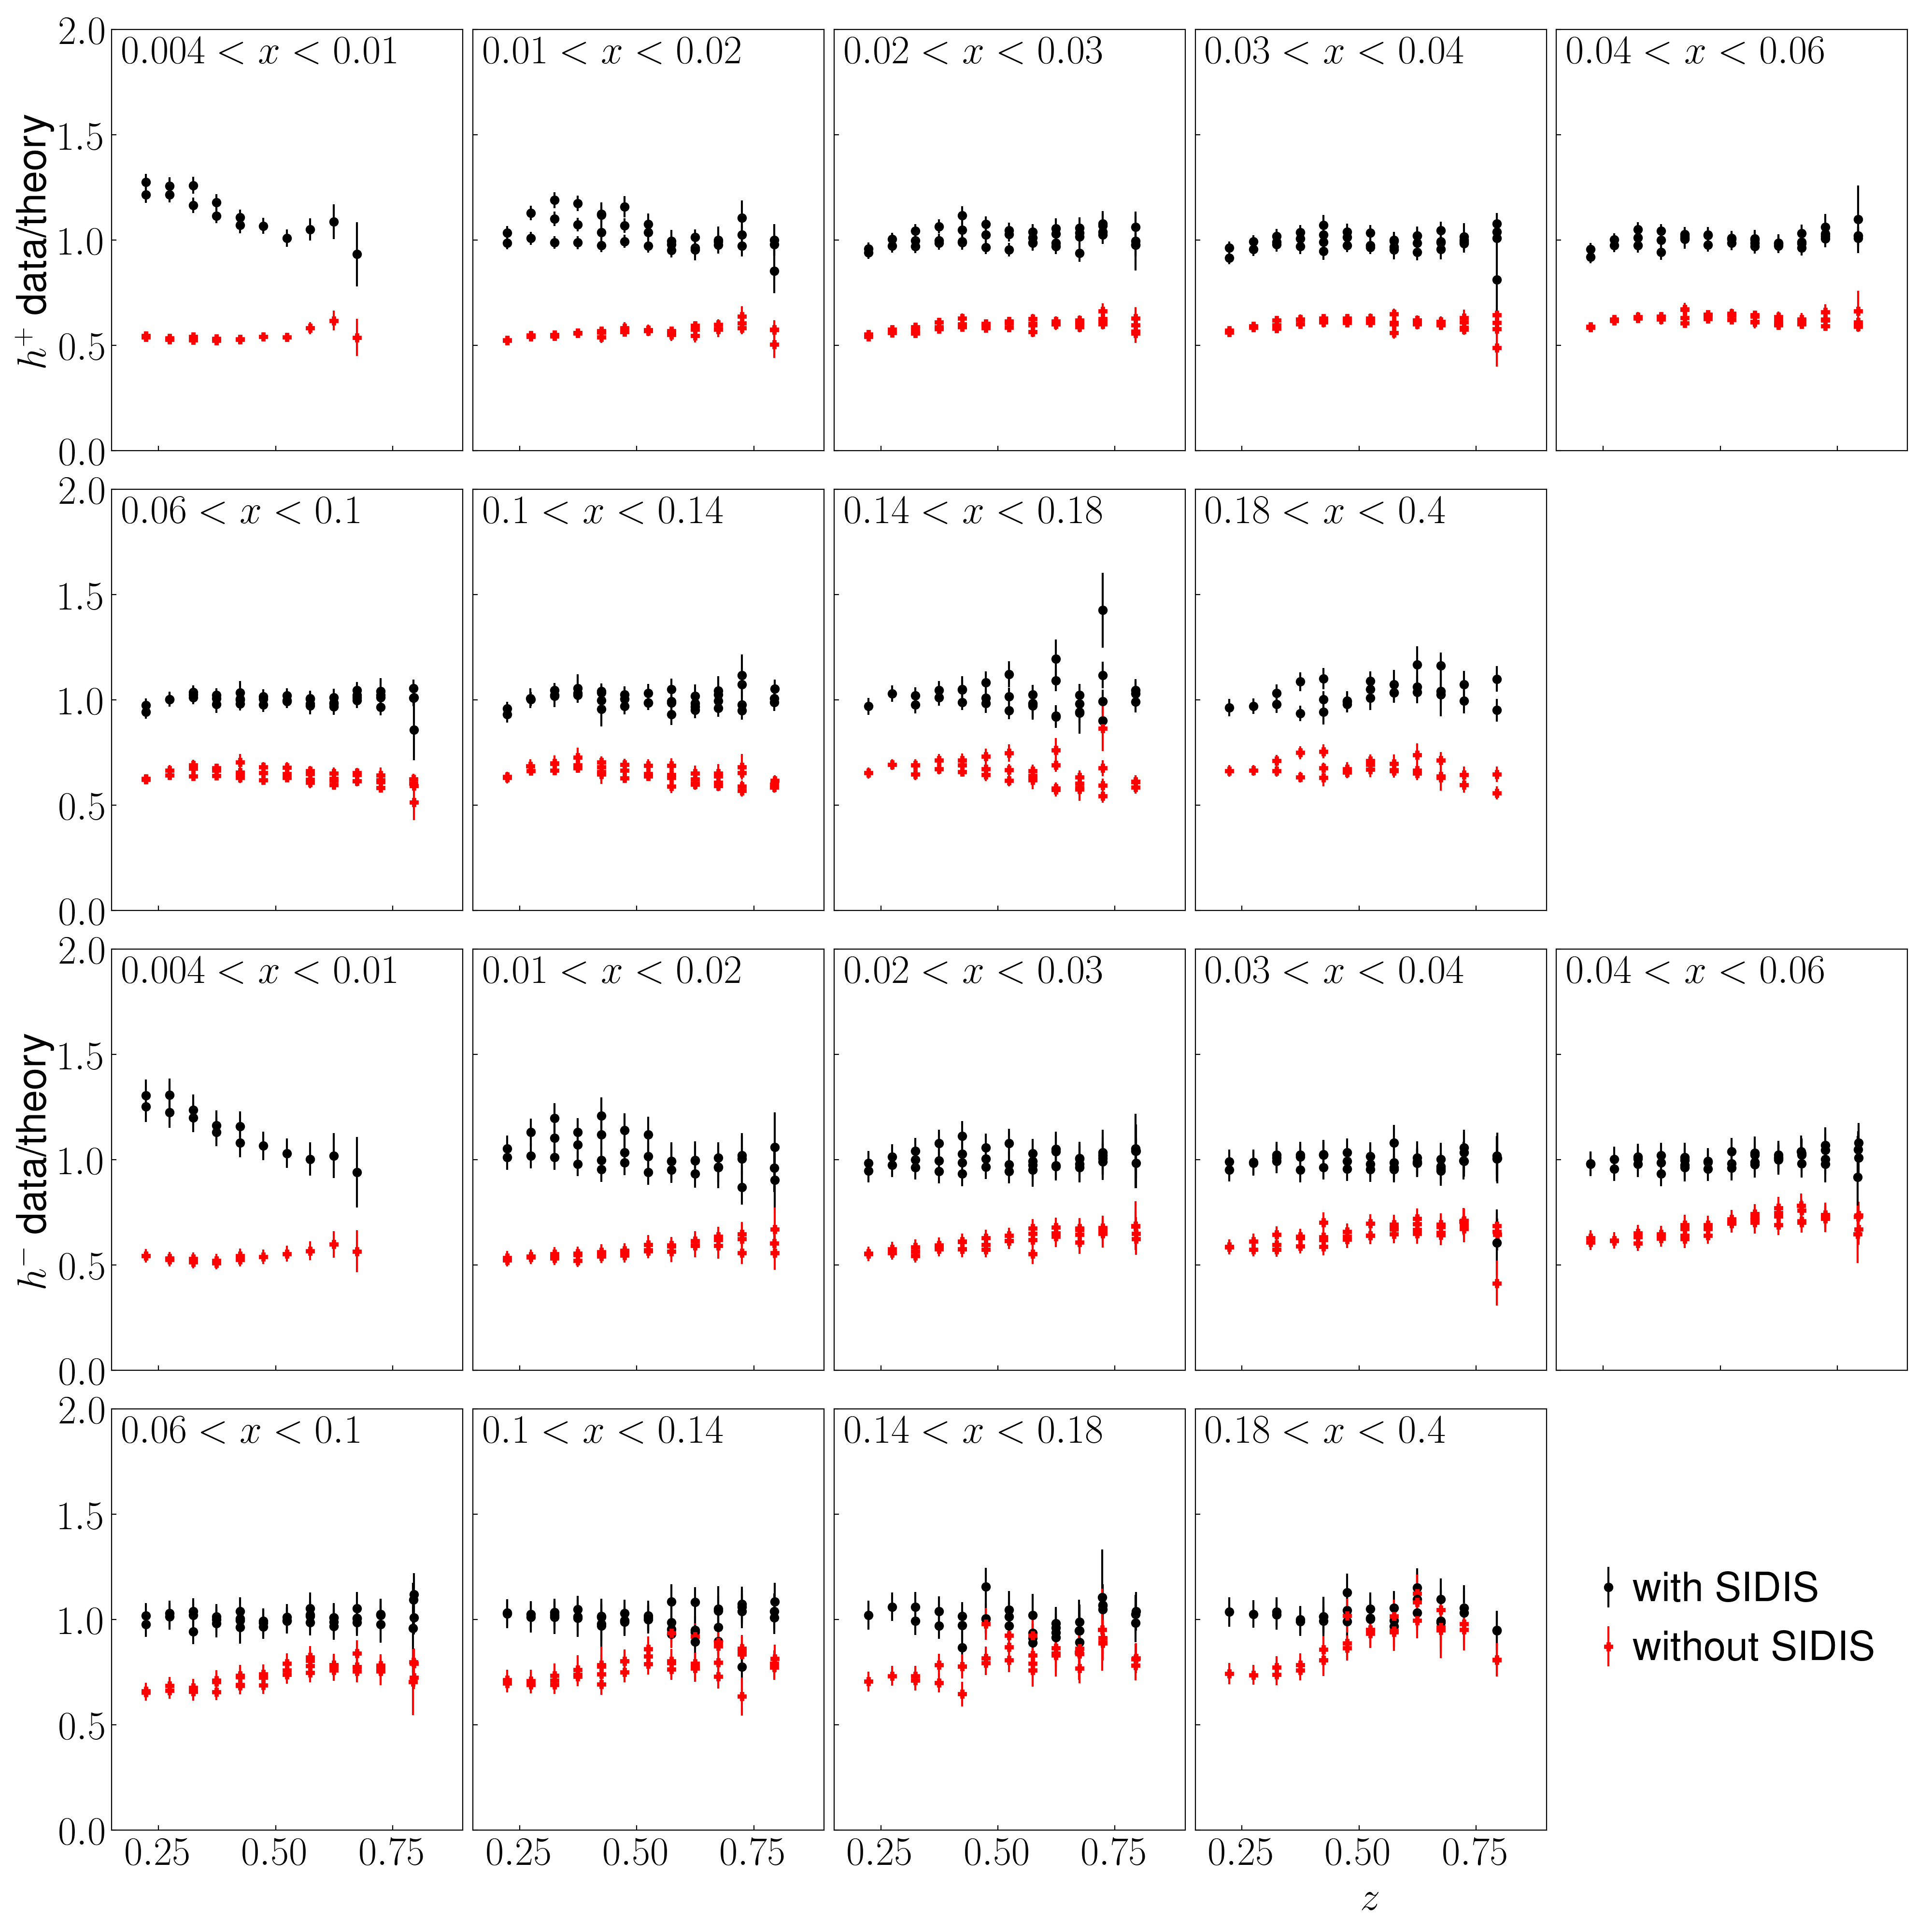 h⁺ data/theory
2.0
1.5
1.0
0.5
0.0
0.004 < x < 0.01
0.01 < x < 0.02
0.02 < x < 0.03
0.03 < x < 0.04
0.04 < x < 0.06
2.0
1.5
1.0
0.5
0.0
0.06 < x < 0.1
0.1 < x < 0.14
0.14 < x < 0.18
0.18 < x < 0.4
h⁻ data/theory
2.0
1.5
1.0
0.5
0.0
0.004 < x < 0.01
0.01 < x < 0.02
0.02 < x < 0.03
0.03 < x < 0.04
0.04 < x < 0.06
2.0
1.5
1.0
0.5
0.0
0.06 < x < 0.1
0.1 < x < 0.14
0.14 < x < 0.18
0.18 < x < 0.4
with SIDIS
without SIDIS
0.25 0.50 0.75
0.25 0.50 0.75
0.25 0.50 0.75
0.25 0.50 0.75
z